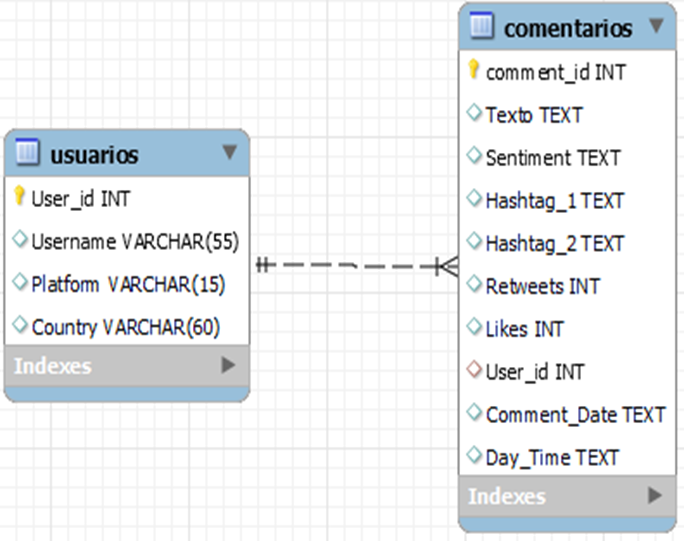 usuarios
User_id INT
Username VARCHAR(55)
Platform VARCHAR(15)
Country VARCHAR(60)
Indexes
comentarios
comment_id INT
Texto TEXT
Sentiment TEXT
Hashtag_1 TEXT
Hashtag_2 TEXT
Retweets INT
Likes INT
User_id INT
Comment_Date TEXT
Day_Time TEXT
Indexes